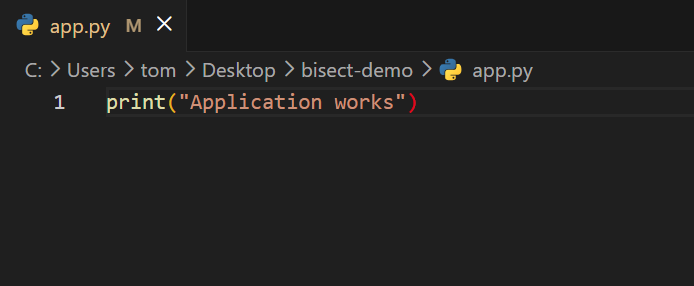 app.py M
C: > Users > tom > Desktop > bisect-demo > app.py
1 print("Application works")